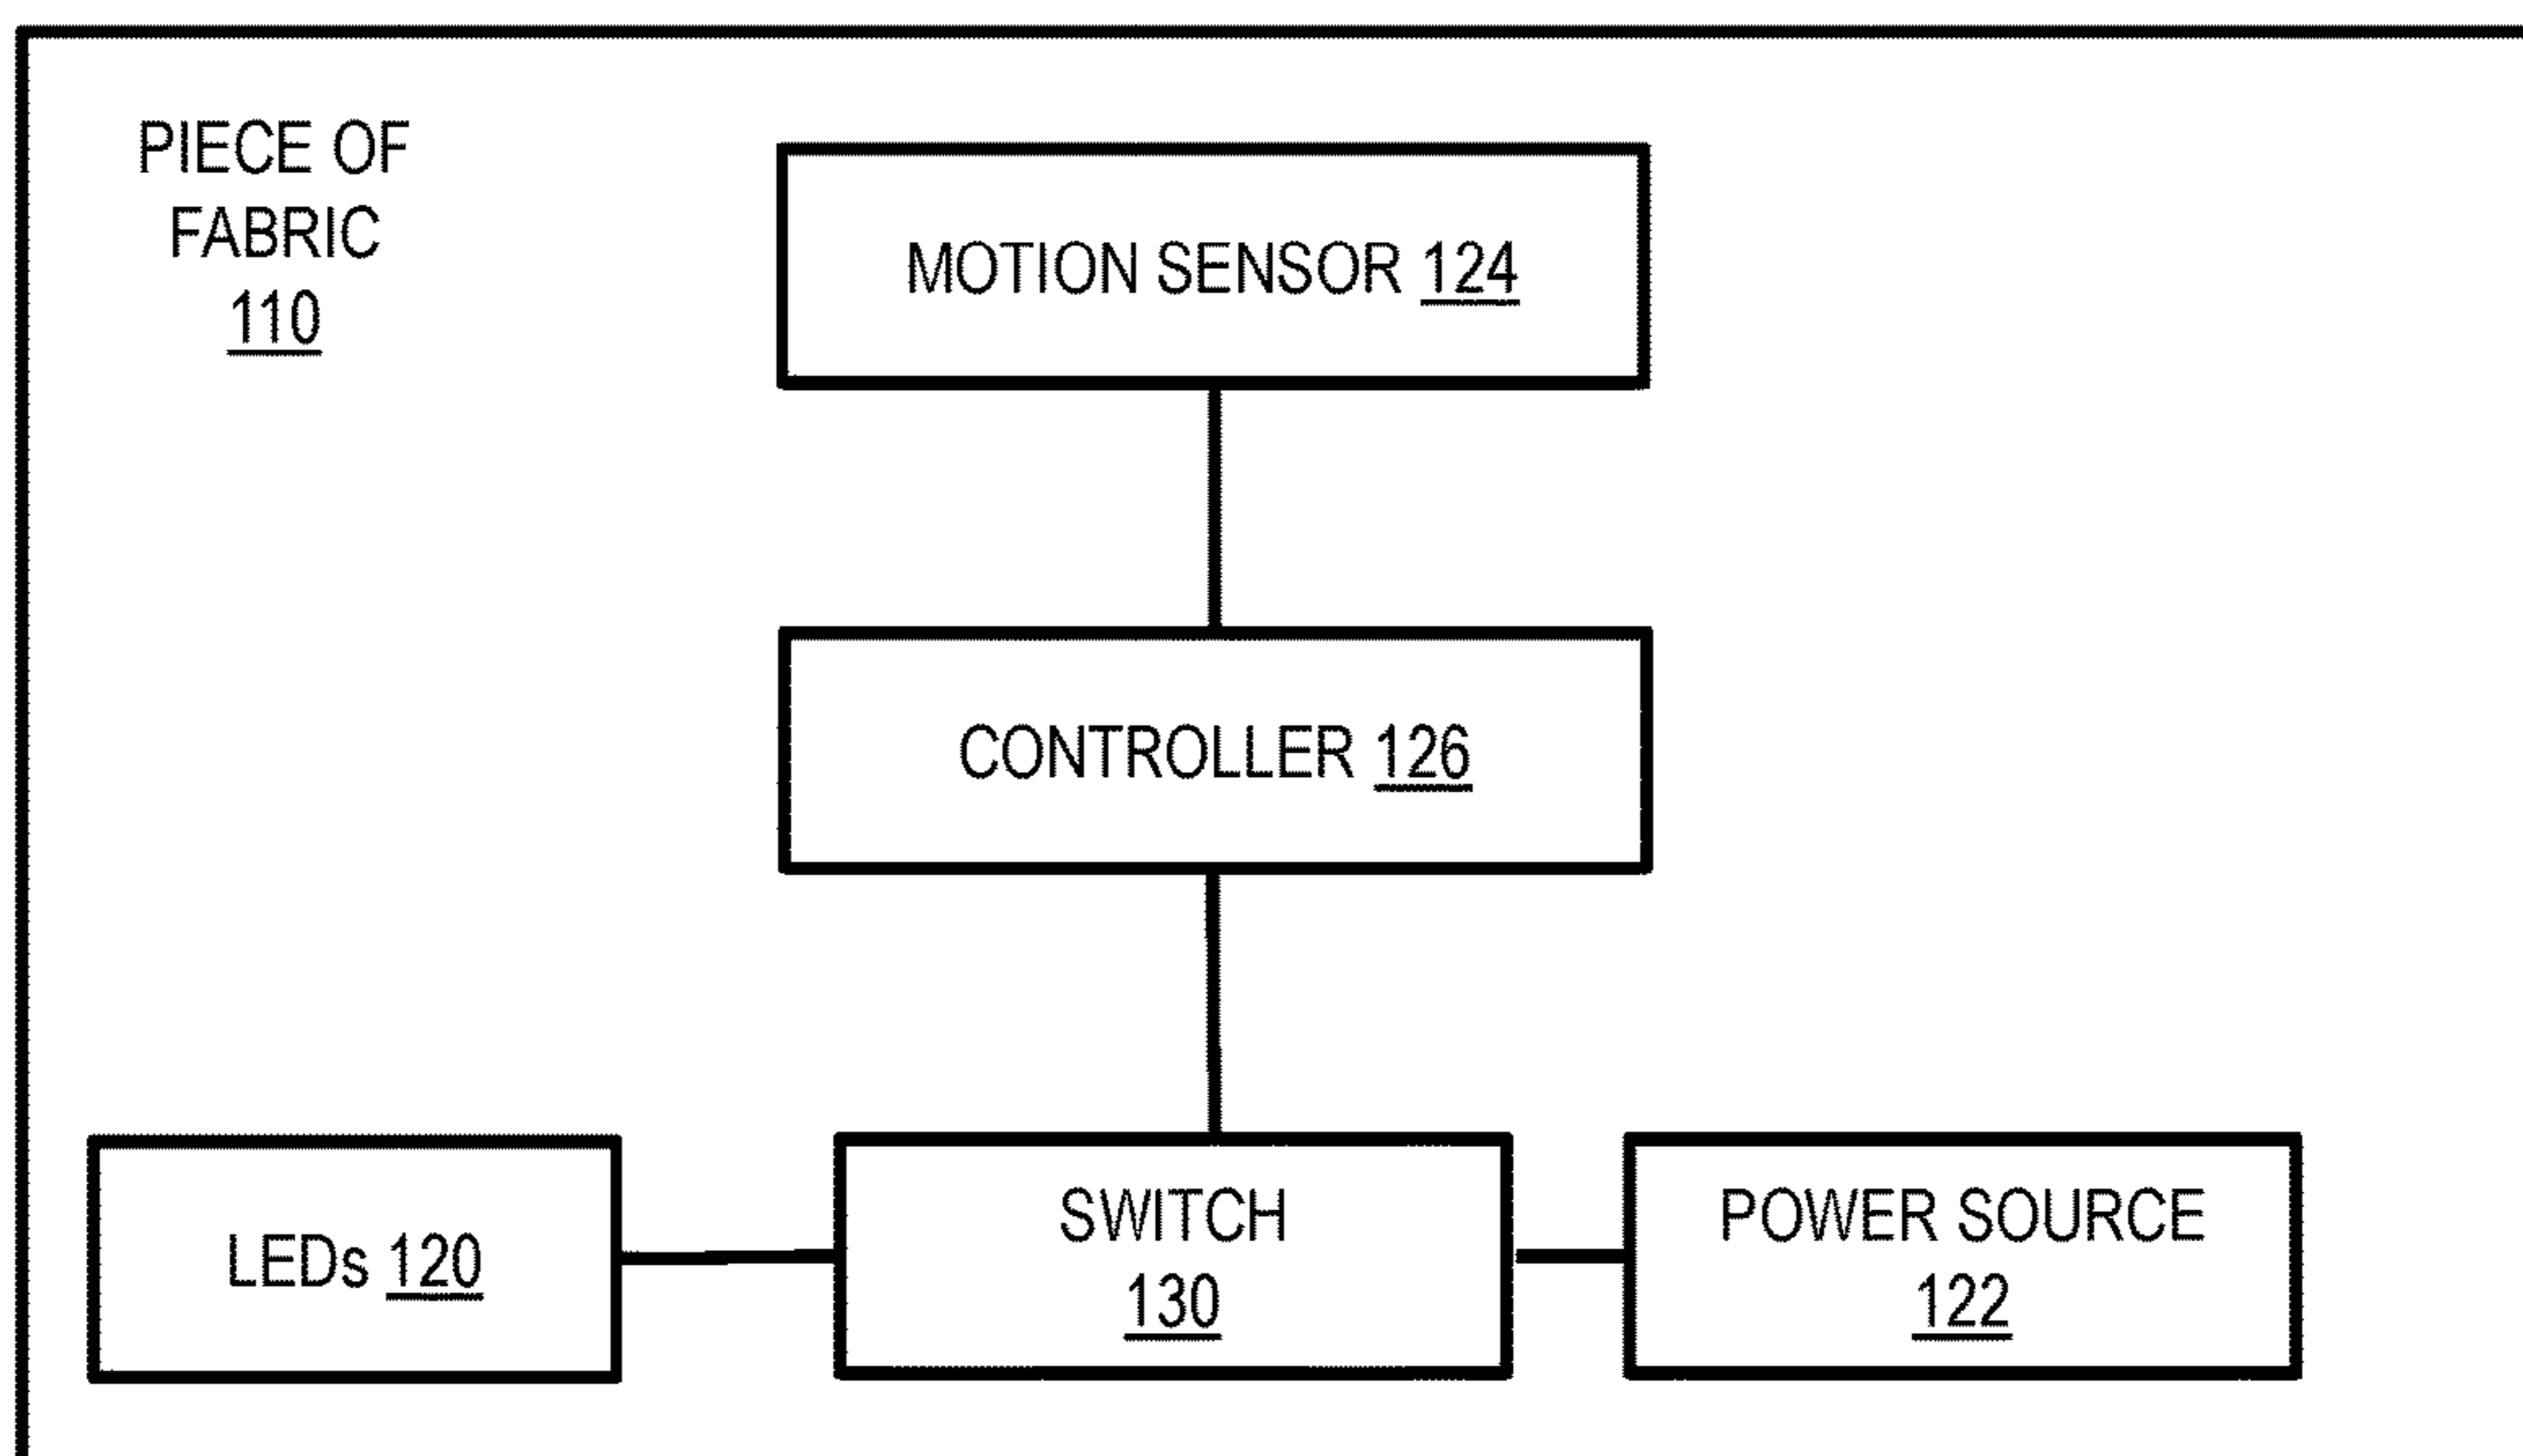 PIECE OF
FABRIC
110
MOTION SENSOR 124
CONTROLLER 126
LEDs 120
SWITCH
130
POWER SOURCE
122